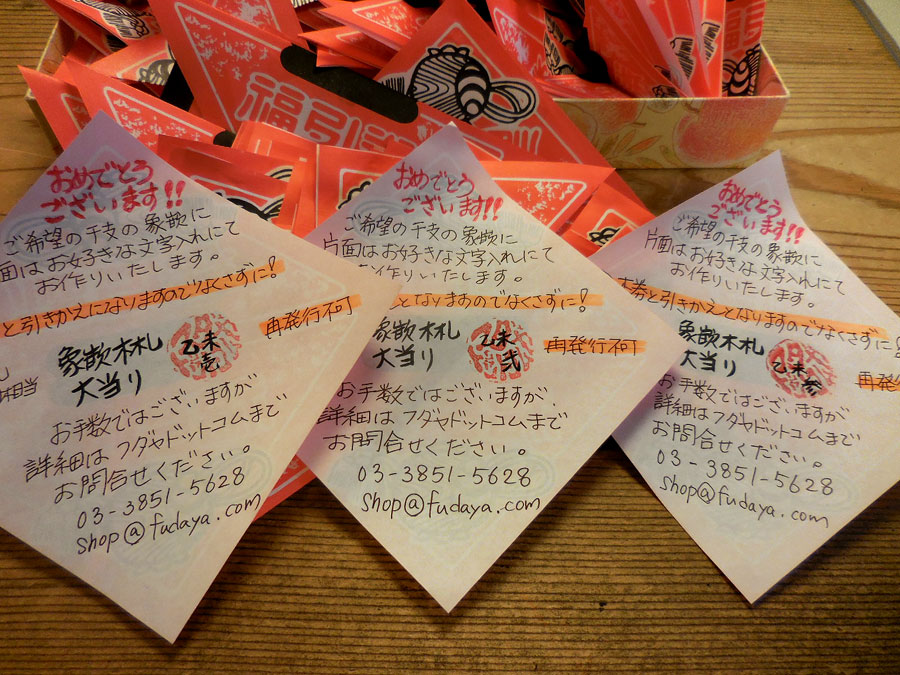 福引
おめでとう
ございます!!
ご希望の干支の象嵌に
面はお好きな文字入れにて
お作りいたします。
と引きかえになりますのでなくさずに!
再発行不可
象嵌木札
大当り
乙未
壱
相当
お手数ではございますが
詳細はフダヤドットコムまで
お問合せください。
03-3851-5628
shop@fudaya.com
おめでとう
ございます!!
ご希望の干支の象嵌に
片面はお好きな文字入れにて
お作りいたします。
となりますのでなくさずに!
再発行不可
象嵌木札
大当り
乙未
弐
お手数ではございますが、
詳細はフダヤドットコムまで
お問合せください。
03-3851-5628
shop@fudaya.com
おめでとう
ございます!!
ご希望の干支の象嵌に
片面はお好きな文字入れにて
お作りいたします。
本券と引きかえとなりますのでなくさずに!
再発
象嵌木札
大当り
乙未
参
お手数ではございますが
詳細はフダヤドットコムまで
お問合せください。
03-3851-5628
shop@fudaya.com